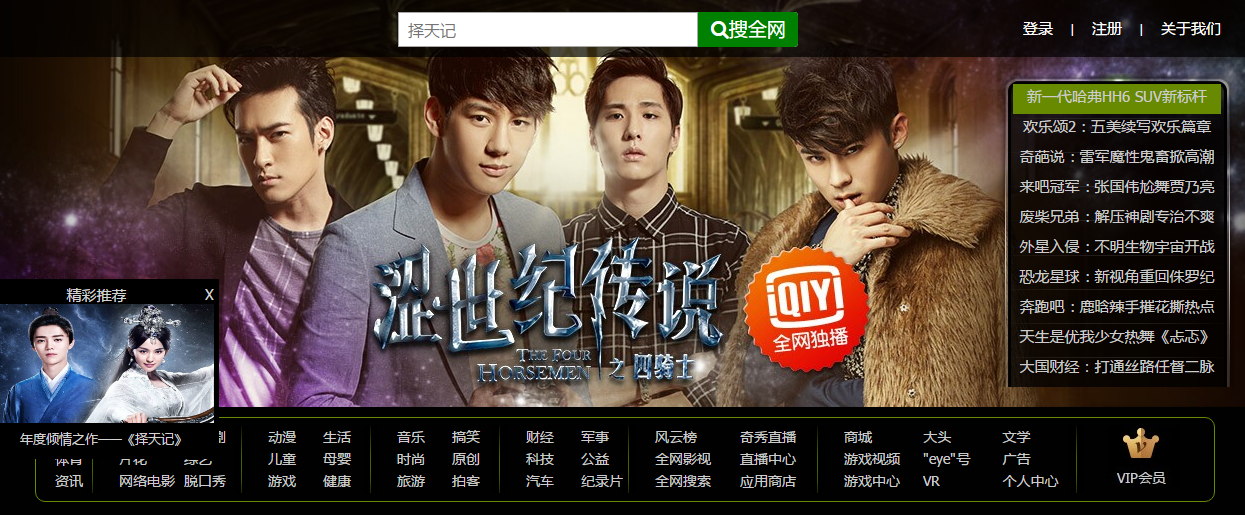 择天记
搜全网
登录 | 注册 | 关于我们
新一代哈弗HH6 SUV新标杆
欢乐颂2：五美续写欢乐篇章
奇葩说：雷军魔性鬼畜掀高潮
来吧冠军：张国伟尬舞贾乃亮
废柴兄弟：解压神剧专治不爽
外星入侵：不明生物宇宙开战
恐龙星球：新视角重回侏罗纪
奔跑吧：鹿晗辣手摧花撕热点
天生是优我少女热舞《忐忑》
大国财经：打通丝路任督二脉
涩世纪传说
THE FOUR
HORSEMEN
之四骑士
iQIYI
全网独播
精彩推荐 X
年度倾情之作——《择天记》
动漫 生活 音乐 搞笑 财经 军事 风云榜 奇秀直播 商城 大头 文学
儿童 母婴 时尚 原创 科技 公益 全网影视 直播中心 游戏视频 "eye"号 广告
资讯 网络电影 脱口秀 游戏 健康 旅游 拍客 汽车 纪录片 全网搜索 应用商店 游戏中心 VR 个人中心
VIP会员